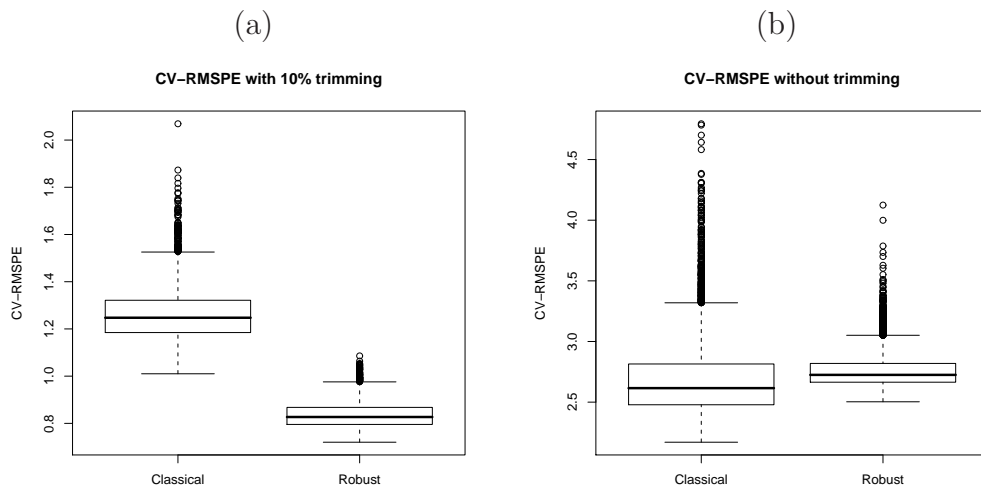 (a)
CV−RMSPE with 10% trimming
CV−RMSPE
2.0
1.8
1.6
1.4
1.2
1.0
0.8
Classical
Robust
(b)
CV−RMSPE without trimming
CV−RMSPE
4.5
4.0
3.5
3.0
2.5
Classical
Robust